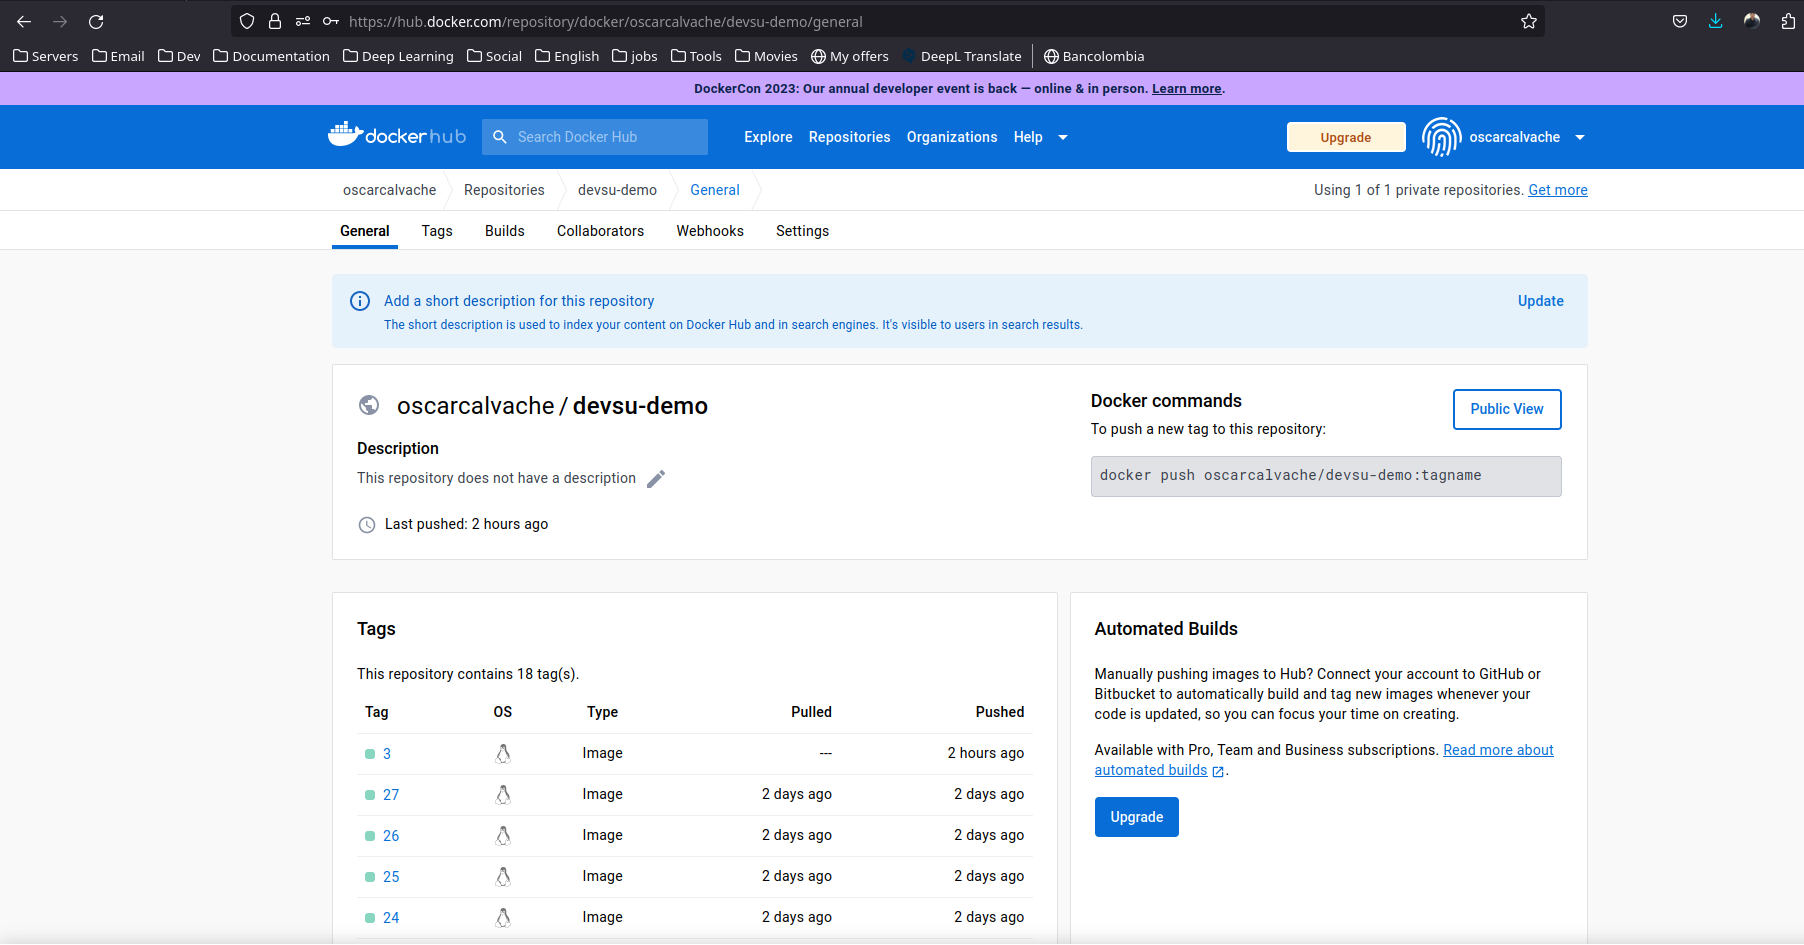 https://hub.docker.com/repository/docker/oscarcalvache/devsu-demo/general
Servers Email Dev Documentation Deep Learning Social English jobs Tools Movies My offers DeepL Translate Bancolombia
DockerCon 2023: Our annual developer event is back — online & in person. Learn more.
dockerhub Search Docker Hub Explore Repositories Organizations Help Upgrade oscarcalvache
oscarcalvache Repositories devsu-demo General Using 1 of 1 private repositories. Get more
General Tags Builds Collaborators Webhooks Settings
Add a short description for this repository Update
The short description is used to index your content on Docker Hub and in search engines. It's visible to users in search results.
oscarcalvache / devsu-demo
Description
This repository does not have a description
Last pushed: 2 hours ago
Docker commands
Public View
To push a new tag to this repository:
docker push oscarcalvache/devsu-demo:tagname
Tags
This repository contains 18 tag(s).
Tag OS Type Pulled Pushed
3 Image --- 2 hours ago
27 Image 2 days ago 2 days ago
26 Image 2 days ago 2 days ago
25 Image 2 days ago 2 days ago
24 Image 2 days ago 2 days ago
Automated Builds
Manually pushing images to Hub? Connect your account to GitHub or
Bitbucket to automatically build and tag new images whenever your
code is updated, so you can focus your time on creating.
Available with Pro, Team and Business subscriptions. Read more about
automated builds .
Upgrade